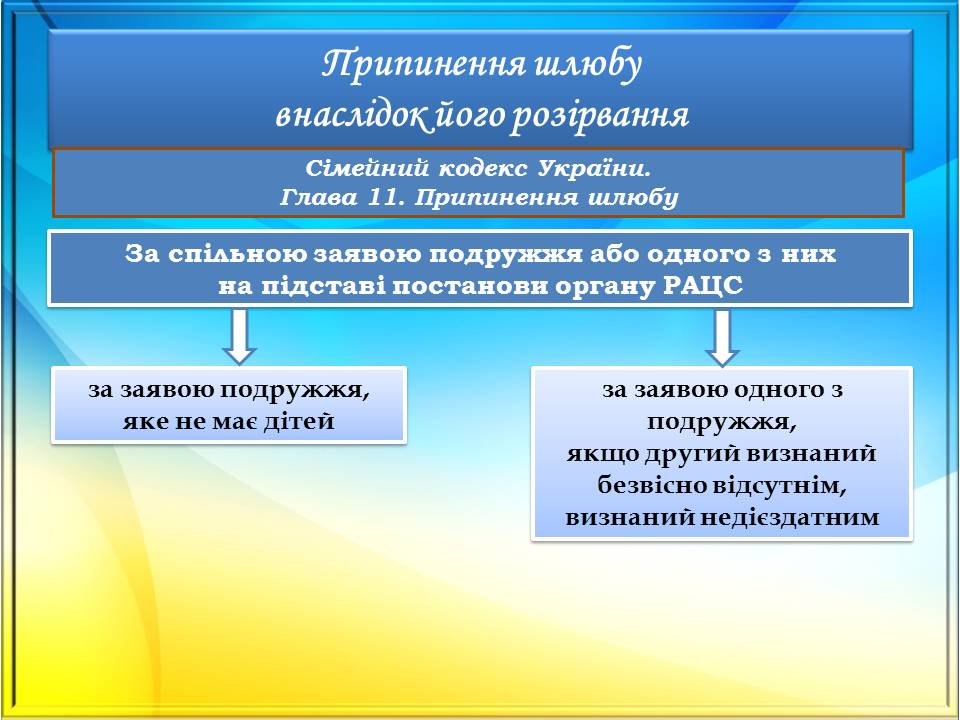 Припинення шлюбу
внаслідок його розірвання
Сімейний кодекс України.
Глава 11. Припинення шлюбу
За спільною заявою подружжя або одного з них
на підставі постанови органу РАЦС
за заявою подружжя,
яке не має дітей
за заявою одного з
подружжя,
якщо другий визнаний
безвісно відсутнім,
визнаний недієздатним